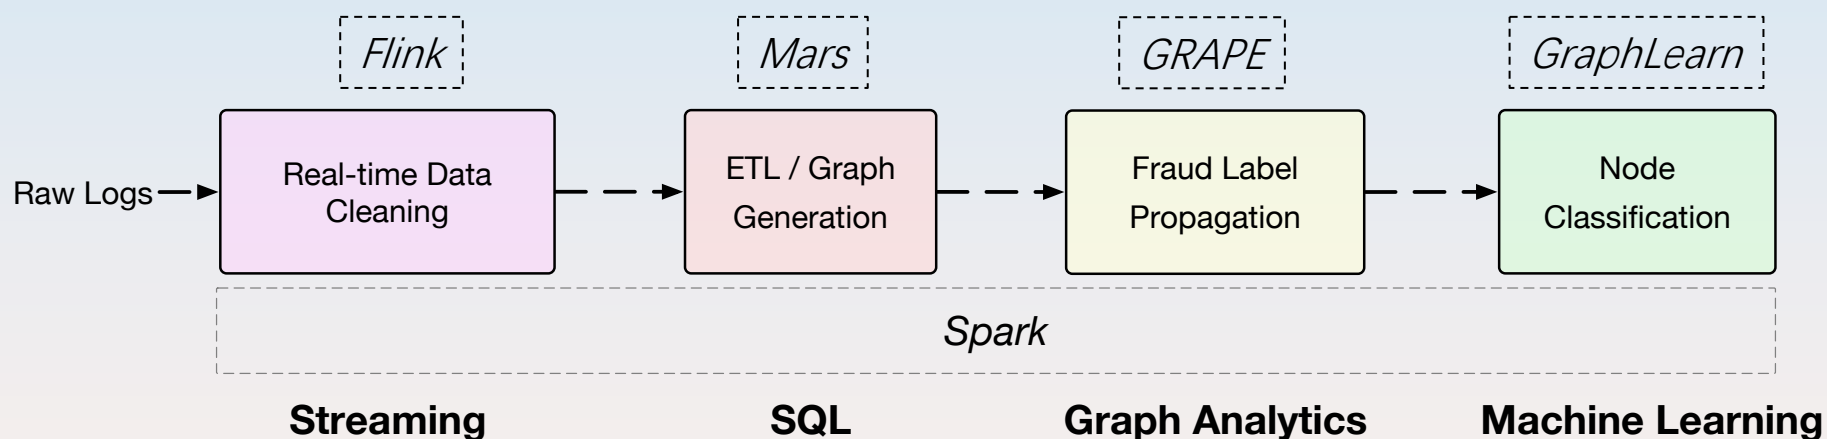 Flink
Mars
GRAPE
GraphLearn
Raw Logs
Real-time Data
Cleaning
ETL / Graph
Generation
Fraud Label
Propagation
Node
Classification
Spark
Streaming
SQL
Graph Analytics
Machine Learning